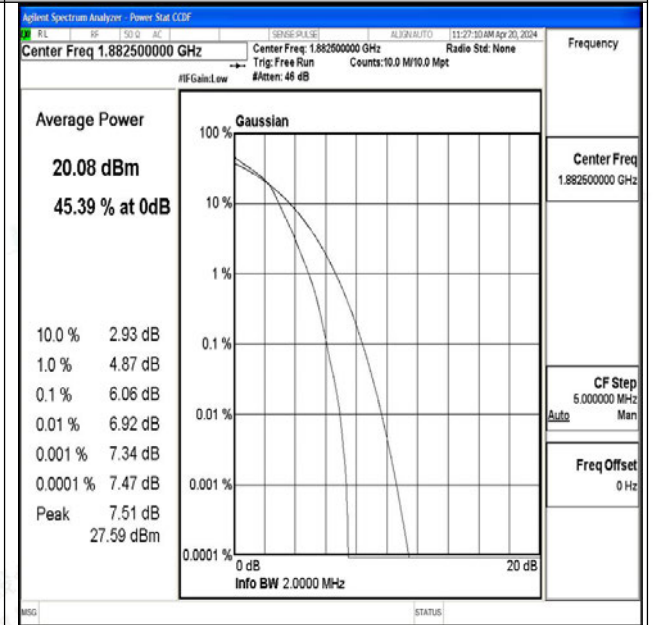 Agilent Spectrum Analyzer - Power Stat CCDF
RL RF 50 Ω AC SENSE:PULSE ALIGN AUTO 11:27:10 AM Apr 20, 2024
Center Freq 1.882500000 GHz
Center Freq: 1.882500000 GHz Radio Std: None
Trig: Free Run Counts:10.0 M/10.0 Mpt
#IFGain:Low #Atten: 46 dB
Frequency
Average Power
20.08 dBm
45.39 % at 0dB
10.0 % 2.93 dB
1.0 % 4.87 dB
0.1 % 6.06 dB
0.01 % 6.92 dB
0.001 % 7.34 dB
0.0001 % 7.47 dB
Peak 7.51 dB
27.59 dBm
Gaussian
100 %
10 %
1 %
0.1 %
0.01 %
0.001 %
0.0001 %
0 dB 20 dB
Info BW 2.0000 MHz
Center Freq
1.882500000 GHz
CF Step
5.000000 MHz
Auto Man
Freq Offset
0 Hz
MSG STATUS